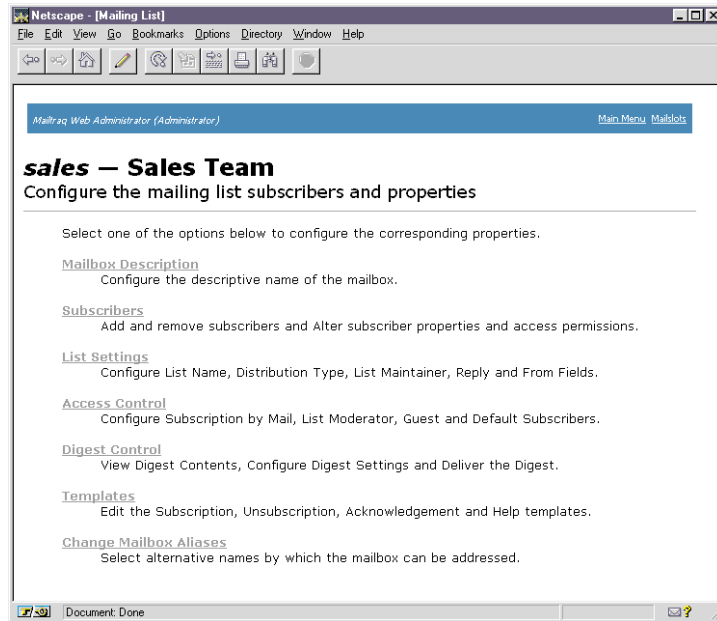 Netscape - [Mailing List]
File Edit View Go Bookmarks Options Directory Window Help
Mailtraq Web Administrator (Administrator) Main Menu Mailslots
sales — Sales Team
Configure the mailing list subscribers and properties
Select one of the options below to configure the corresponding properties.
Mailbox Description
Configure the descriptive name of the mailbox.
Subscribers
Add and remove subscribers and Alter subscriber properties and access permissions.
List Settings
Configure List Name, Distribution Type, List Maintainer, Reply and From Fields.
Access Control
Configure Subscription by Mail, List Moderator, Guest and Default Subscribers.
Digest Control
View Digest Contents, Configure Digest Settings and Deliver the Digest.
Templates
Edit the Subscription, Unsubscription, Acknowledgement and Help templates.
Change Mailbox Aliases
Select alternative names by which the mailbox can be addressed.
Document: Done